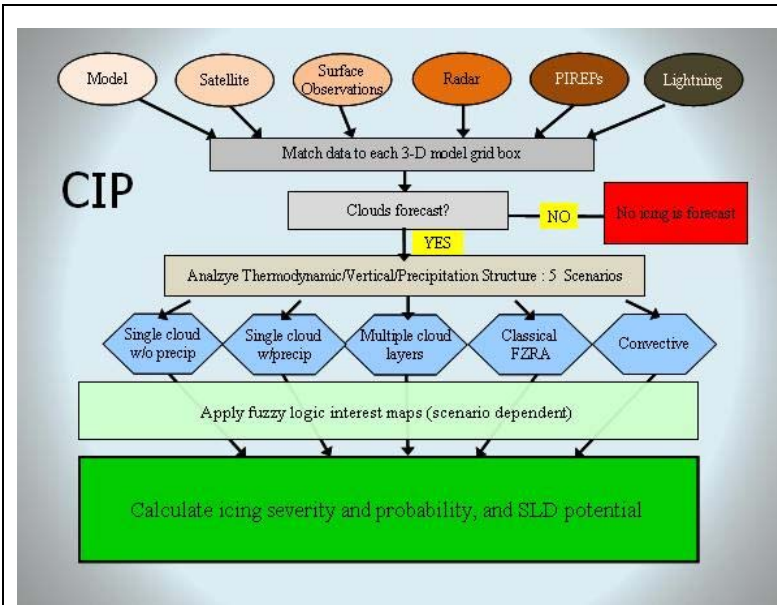 Model
Satellite
Surface
Observations
Radar
PIREPs
Lightning
Match data to each 3-D model grid box
CIP
Clouds forecast?
NO
No icing is forecast
YES
Analzye Thermodynamic/Vertical/Precipitation Structure : 5 Scenarios
Single cloud
w/o precip
Single cloud
w/precip
Multiple cloud
layers
Classical
FZRA
Convective
Apply fuzzy logic interest maps (scenario dependent)
Calculate icing severity and probability, and SLD potential